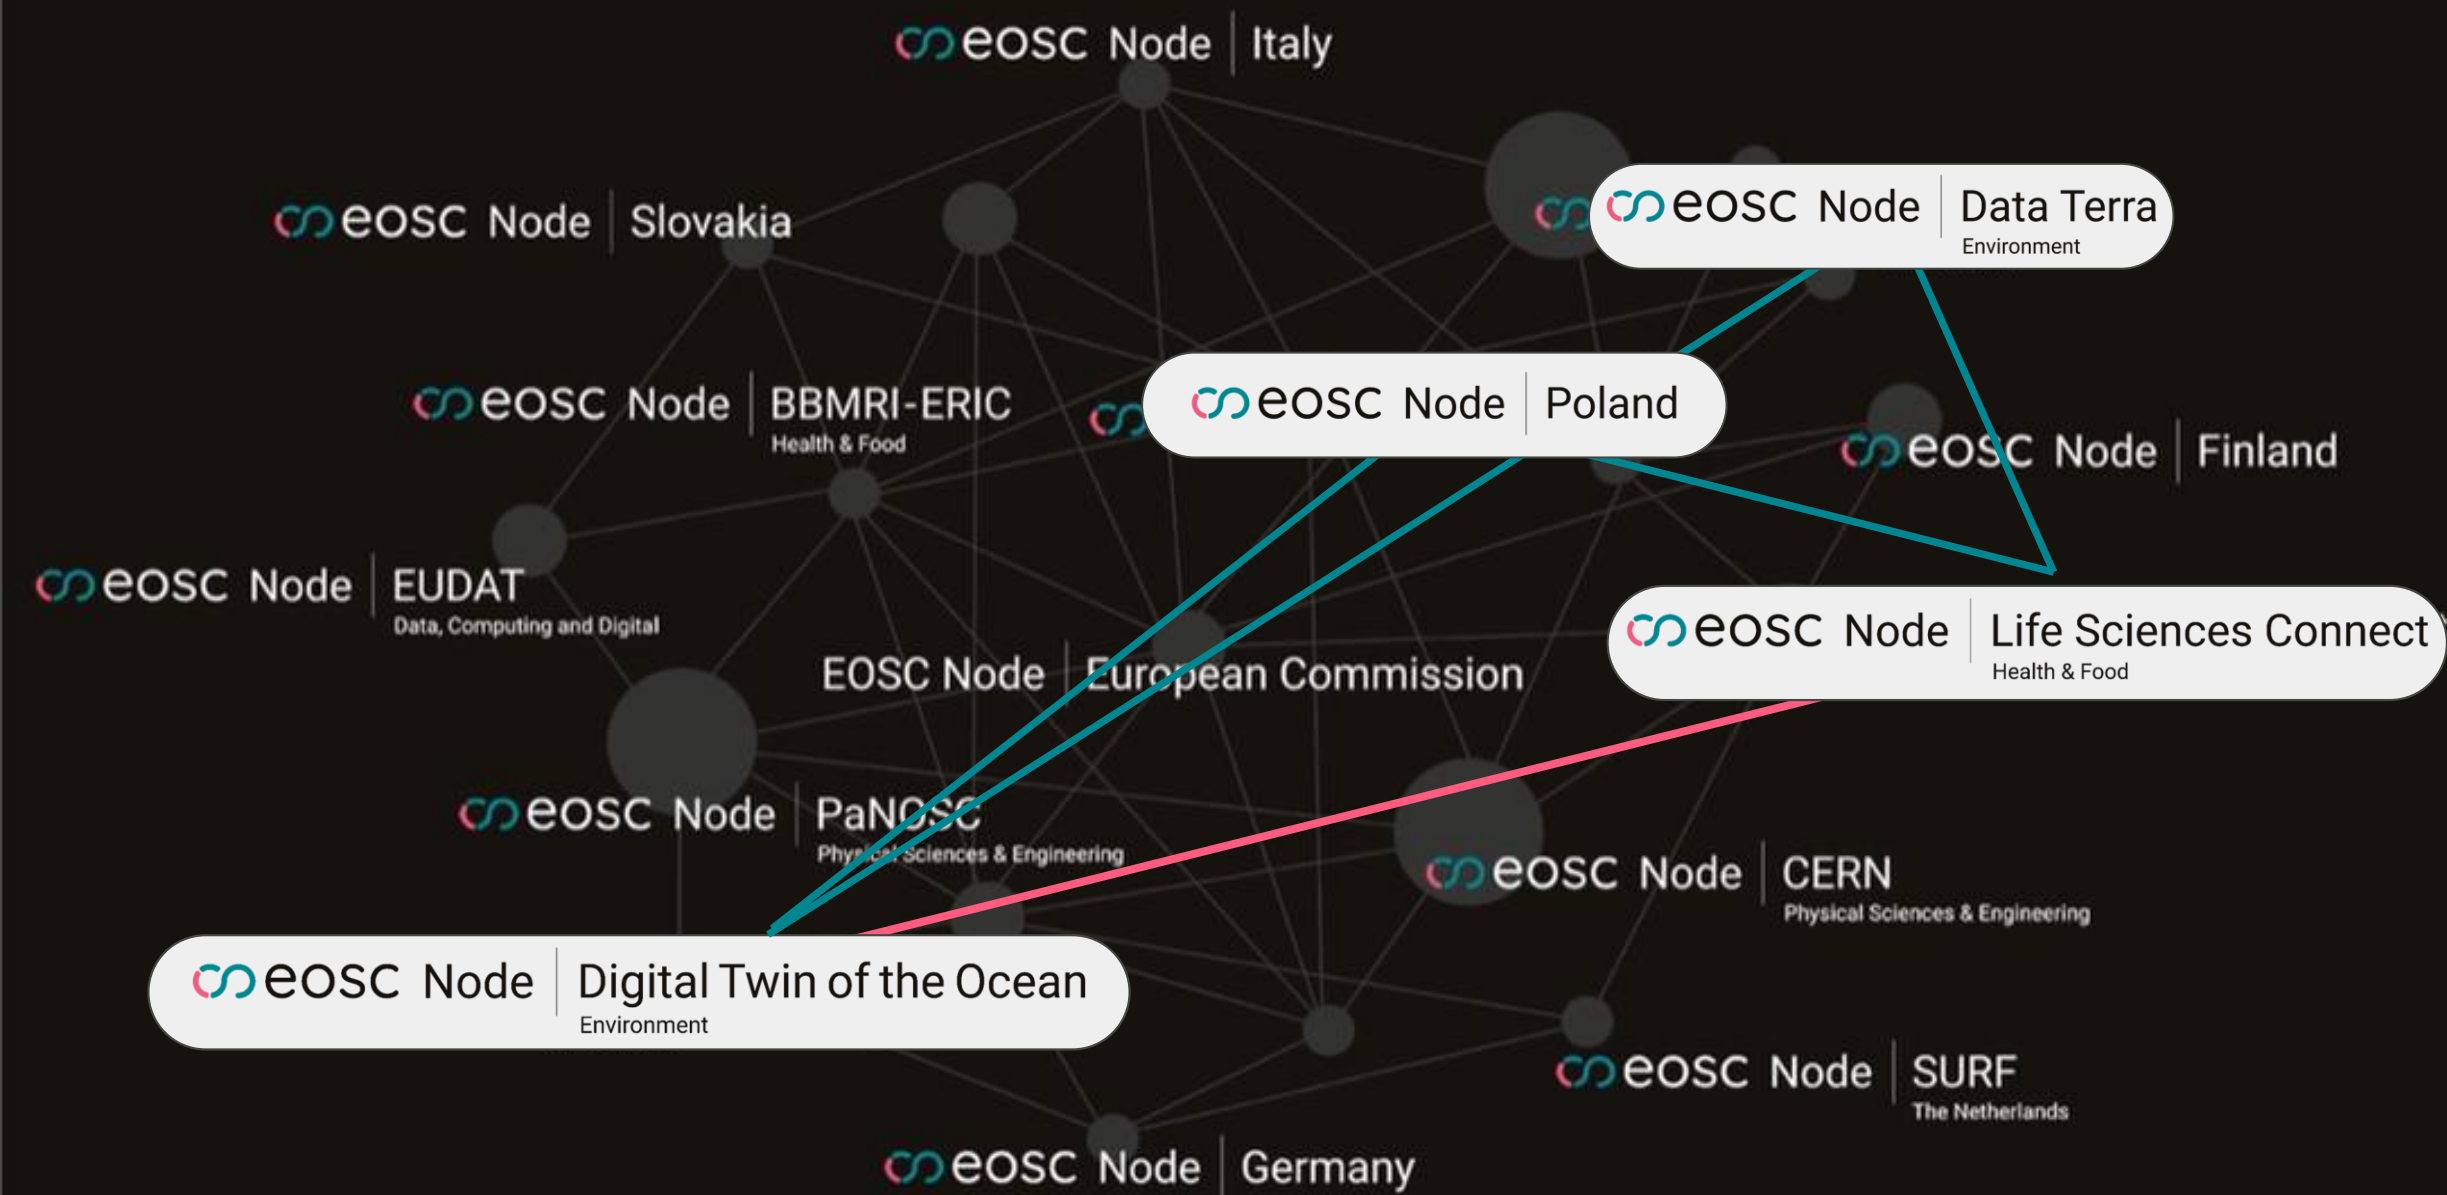 eosc Node | Italy
eosc Node | Data Terra
Environment
eosc Node | Slovakia
eosc Node | BBMRI-ERIC
Health & Food
eosc Node | Poland
eosc Node | Finland
eosc Node | EUDAT
Data, Computing and Digital
eosc Node | Life Sciences Connect
Health & Food
EOSC Node | European Commission
eosc Node | PaNOSC
Physical Sciences & Engineering
eosc Node | CERN
Physical Sciences & Engineering
eosc Node | Digital Twin of the Ocean
Environment
eosc Node | SURF
The Netherlands
eosc Node | Germany